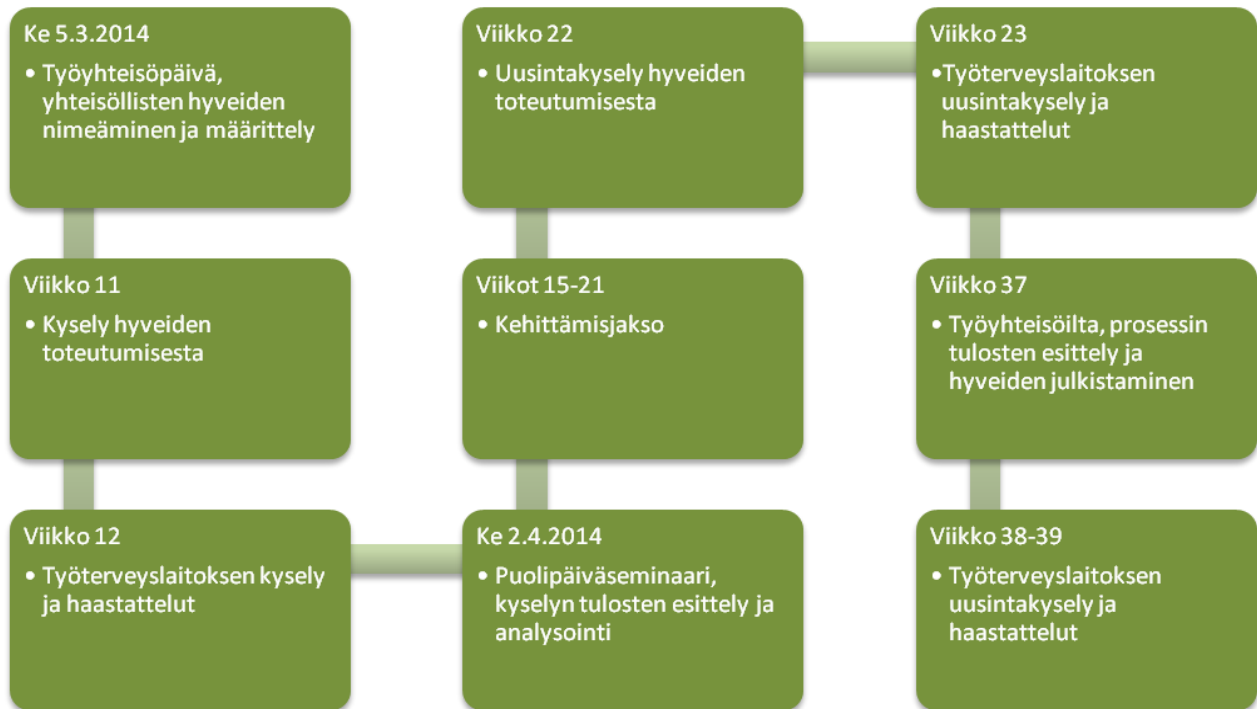 Ke 5.3.2014
• Työyhteisöpäivä,
yhteisöllisten hyveiden
nimeäminen ja määrittely
Viikko 11
• Kysely hyveiden
toteutumisesta
Viikko 12
• Työterveyslaitoksen kysely
ja haastattelut
Ke 2.4.2014
• Puolipäiväseminaari,
kyselyn tulosten esittely ja
analysointi
Viikot 15-21
• Kehittämisjakso
Viikko 22
• Uusintakysely hyveiden
toteutumisesta
Viikko 23
•Työterveyslaitoksen
uusintakysely ja
haastattelut
Viikko 37
• Työyhteisöilta, prosessin
tulosten esittely ja
hyveiden julkistaminen
Viikko 38-39
• Työterveyslaitoksen
uusintakysely ja
haastattelut